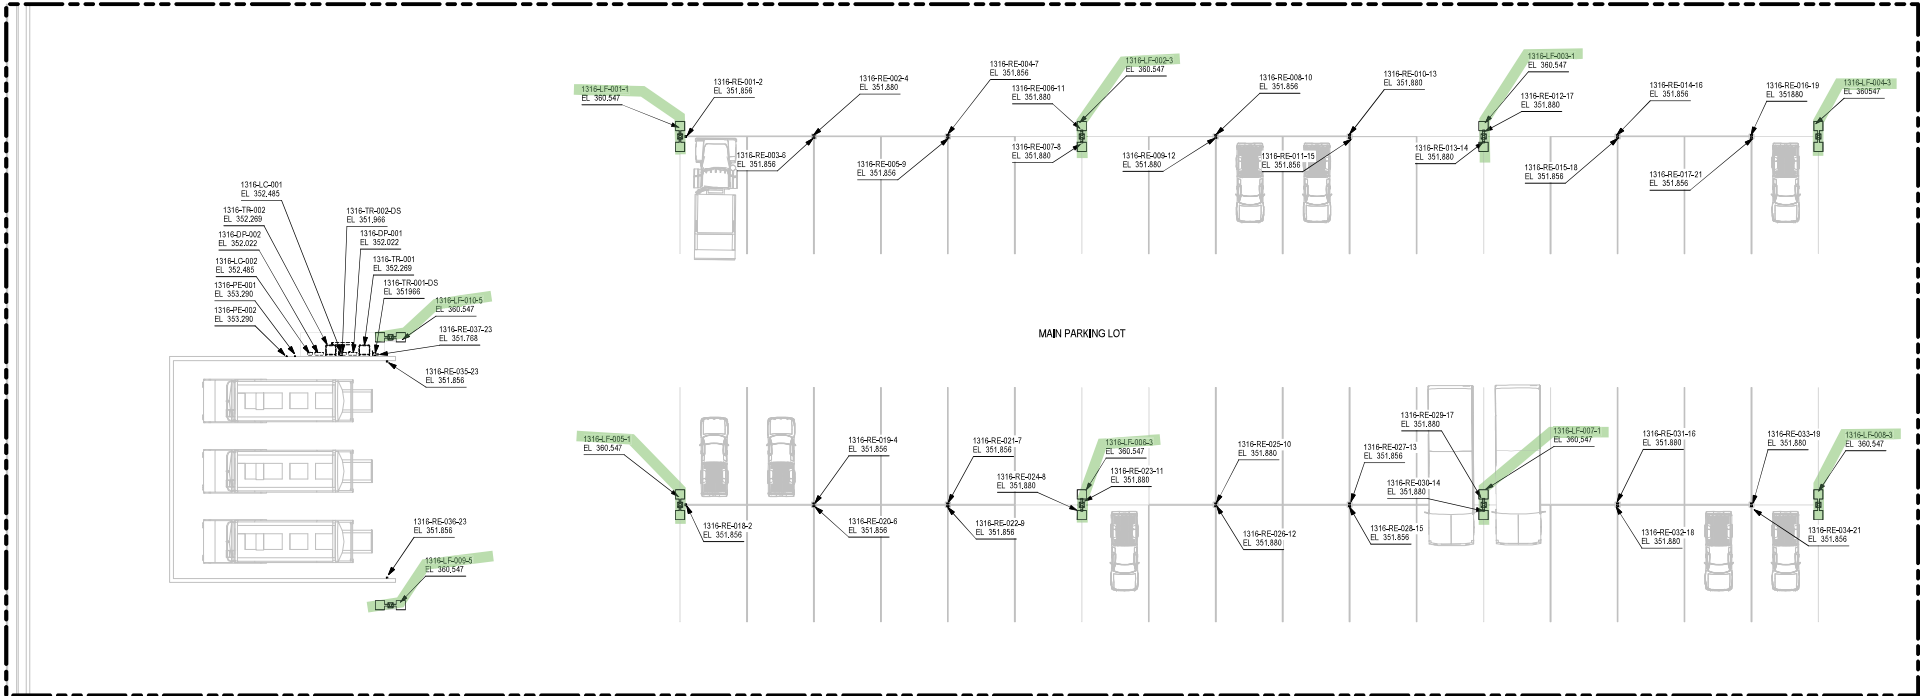 1316-LF-001-1
EL 360.547
1316-RE-001-2
EL 351.856
1316-RE-002-4
EL 351.880
1316-RE-004-7
EL 351.856
1316-LF-002-3
EL 360.547
1316-RE-006-11
EL 351.880
1316-RE-008-10
EL 351.856
1316-RE-010-13
EL 351.880
1316-LF-003-1
EL 360.547
1316-RE-012-17
EL 351.880
1316-RE-014-16
EL 351.856
1316-RE-016-19
EL 351880
1316-LF-004-3
EL 360547
1316-RE-003-6
EL 351.856
1316-RE-005-9
EL 351.856
1316-RE-007-8
EL 351.880
1316-RE-009-12
EL 351.880
1316-RE-011-15
EL 351.856
1316-RE-013-14
EL 351.880
1316-RE-015-18
EL 351.856
1316-RE-017-21
EL 351.856
1316-LC-001
EL 352.485
1316-TR-002
EL 352.269
1316-DP-002
EL 352.022
1316-LC-002
EL 352.485
1316-PE-001
EL 353.290
1316-PE-002
EL 353.290
1316-TR-002-DS
EL 351.966
1316-DP-001
EL 352.022
1316-TR-001
EL 352.269
1316-TR-001-DS
EL 351966
1316-LF-010-5
EL 360.547
1316-RE-037-23
EL 351.768
1316-RE-035-23
EL 351.856
MAIN PARKING LOT
1316-LF-005-1
EL 360.547
1316-RE-019-4
EL 351.856
1316-RE-021-7
EL 351.856
1316-LF-006-3
EL 360.547
1316-RE-024-8
EL 351.880
1316-RE-023-11
EL 351.880
1316-RE-025-10
EL 351.880
1316-RE-027-13
EL 351.856
1316-RE-029-17
EL 351.880
1316-RE-030-14
EL 351.880
1316-LF-007-1
EL 360.547
1316-RE-031-16
EL 351.880
1316-RE-033-19
EL 351.880
1316-LF-008-3
EL 360.547
1316-RE-018-2
EL 351.856
1316-RE-020-6
EL 351.856
1316-RE-022-9
EL 351.856
1316-RE-026-12
EL 351.880
1316-RE-028-15
EL 351.856
1316-RE-032-18
EL 351.880
1316-RE-034-21
EL 351.856
1316-RE-036-23
EL 351.856
1316-LF-009-5
EL 360.547